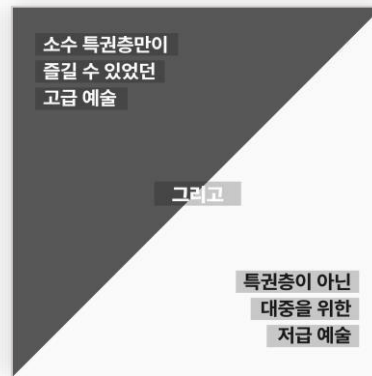 소수 특권층만이
즐길 수 있었던
고급 예술
그리고
특권층이 아닌
대중을 위한
저급 예술